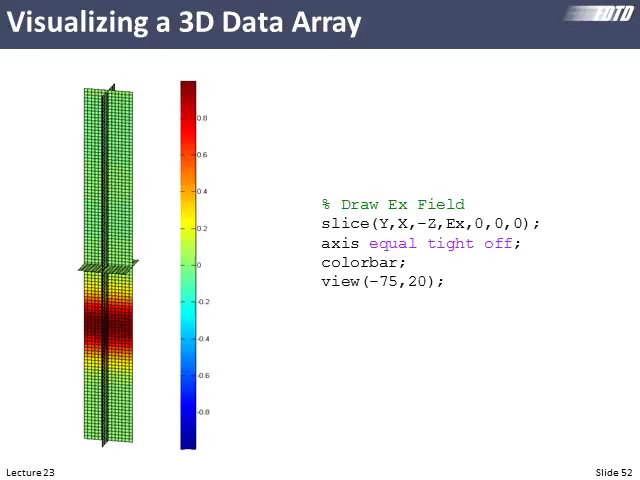 Visualizing a 3D Data Array
FDTD
0.8
0.6
0.4
0.2
0
-0.2
-0.4
-0.6
-0.8
% Draw Ex Field
slice(Y,X,-Z,Ex,0,0,0);
axis equal tight off;
colorbar;
view(-75,20);
Lecture 23
Slide 52